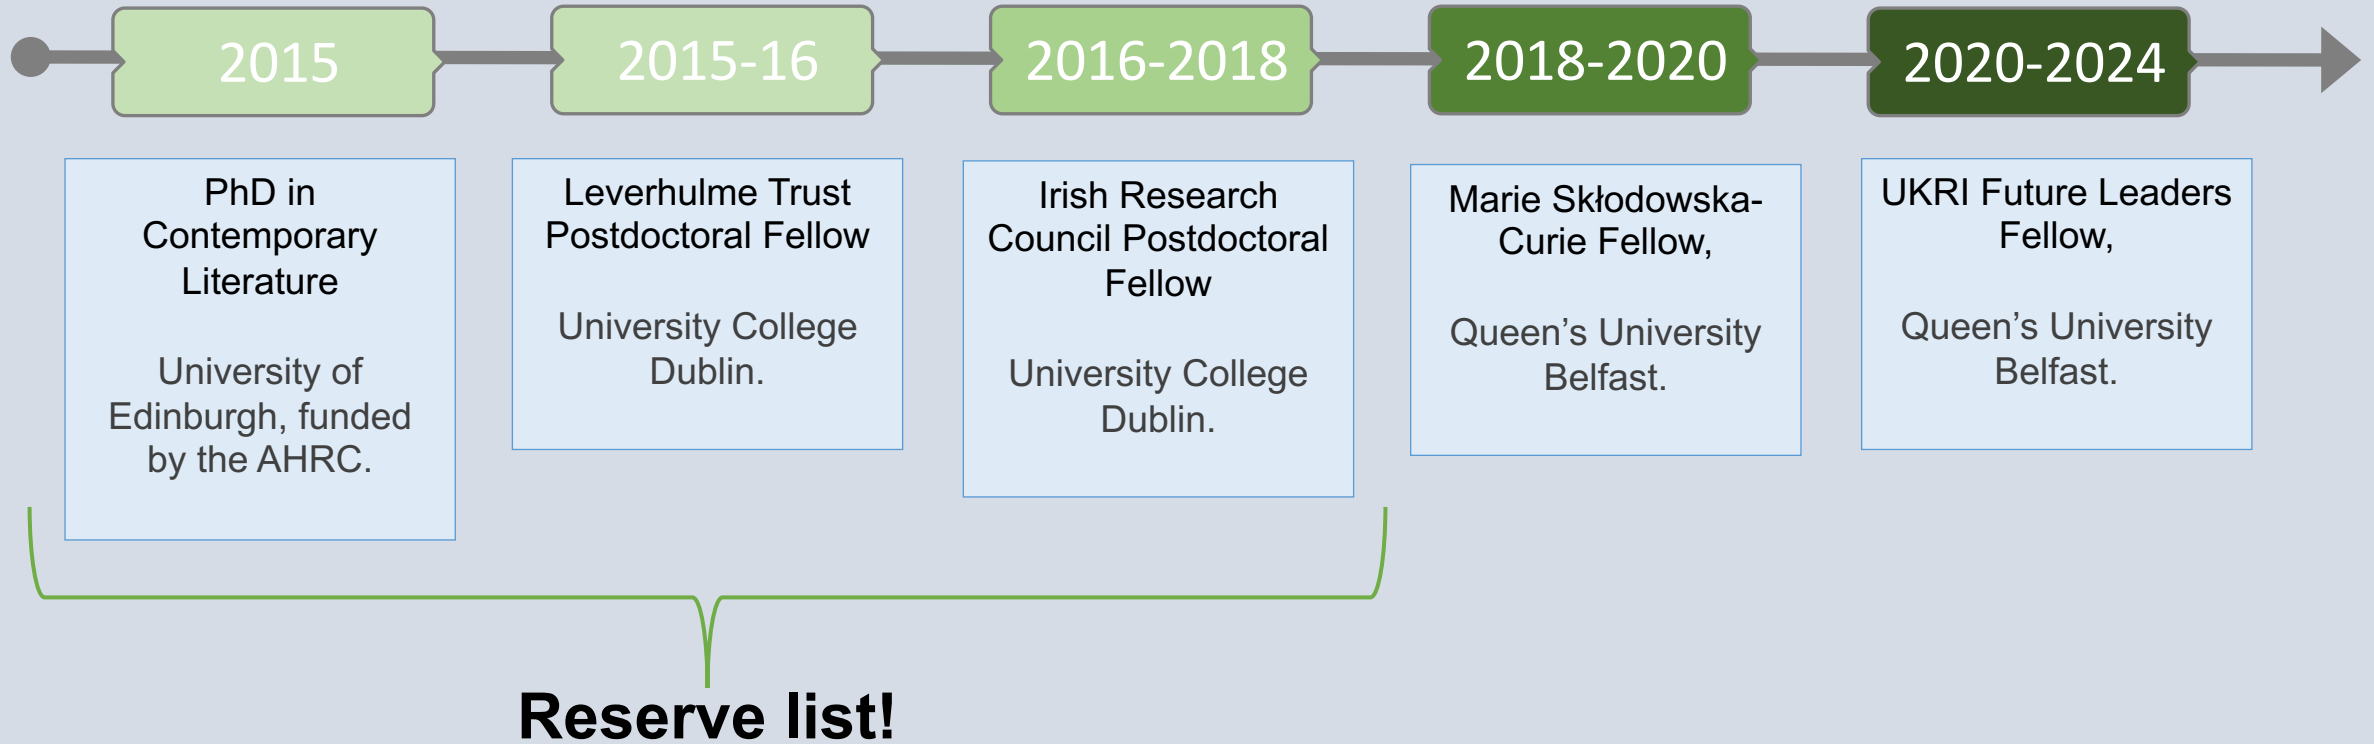 2015
2015-16
2016-2018
2018-2020
2020-2024
PhD in
Contemporary
Literature
University of
Edinburgh, funded
by the AHRC.
Leverhulme Trust
Postdoctoral Fellow
University College
Dublin.
Irish Research
Council Postdoctoral
Fellow
University College
Dublin.
Marie Skłodowska-
Curie Fellow,
Queen’s University
Belfast.
UKRI Future Leaders
Fellow,
Queen’s University
Belfast.
Reserve list!